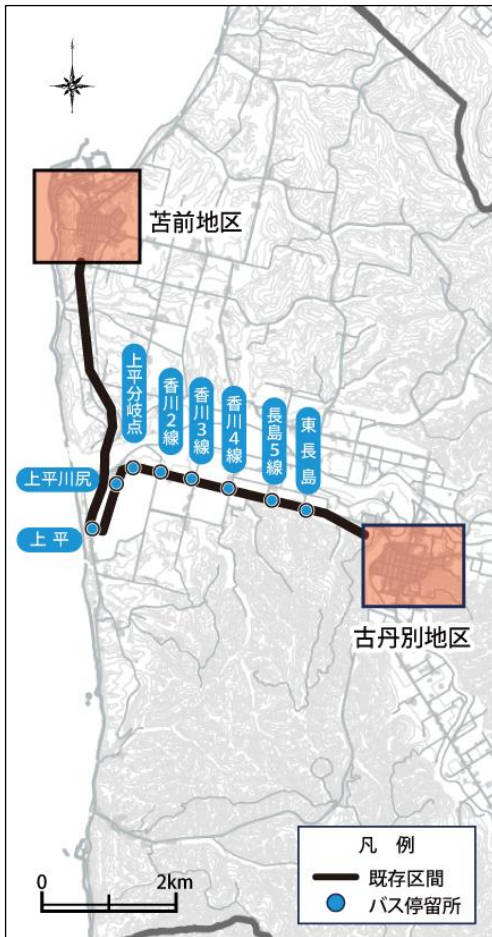 苫前地区
上平分岐点
香川2線
香川3線
香川4線
長島5線
東長島
上平川尻
上平
古丹別地区
凡 例
既存区間
バス停留所
0 2km